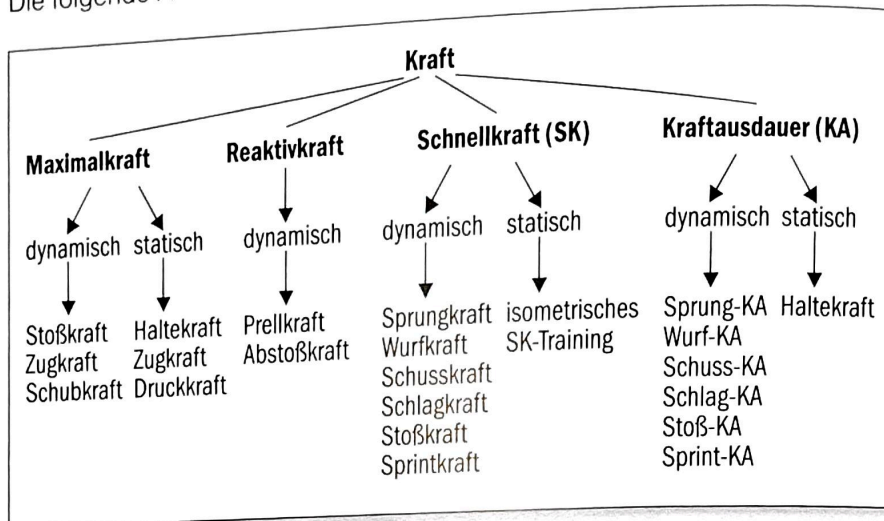 Die folgende
Kraft
Maximalkraft
dynamisch
Stoßkraft
Zugkraft
Schubkraft
statisch
Haltekraft
Zugkraft
Druckkraft
Reaktivkraft
dynamisch
Prellkraft
Abstoßkraft
Schnellkraft (SK)
dynamisch
Sprungkraft
Wurfkraft
Schusskraft
Schlagkraft
Stoßkraft
Sprintkraft
statisch
isometrisches
SK-Training
Kraftausdauer (KA)
dynamisch
Sprung-KA
Wurf-KA
Schuss-KA
Schlag-KA
Stoß-KA
Sprint-KA
statisch
Haltekraft